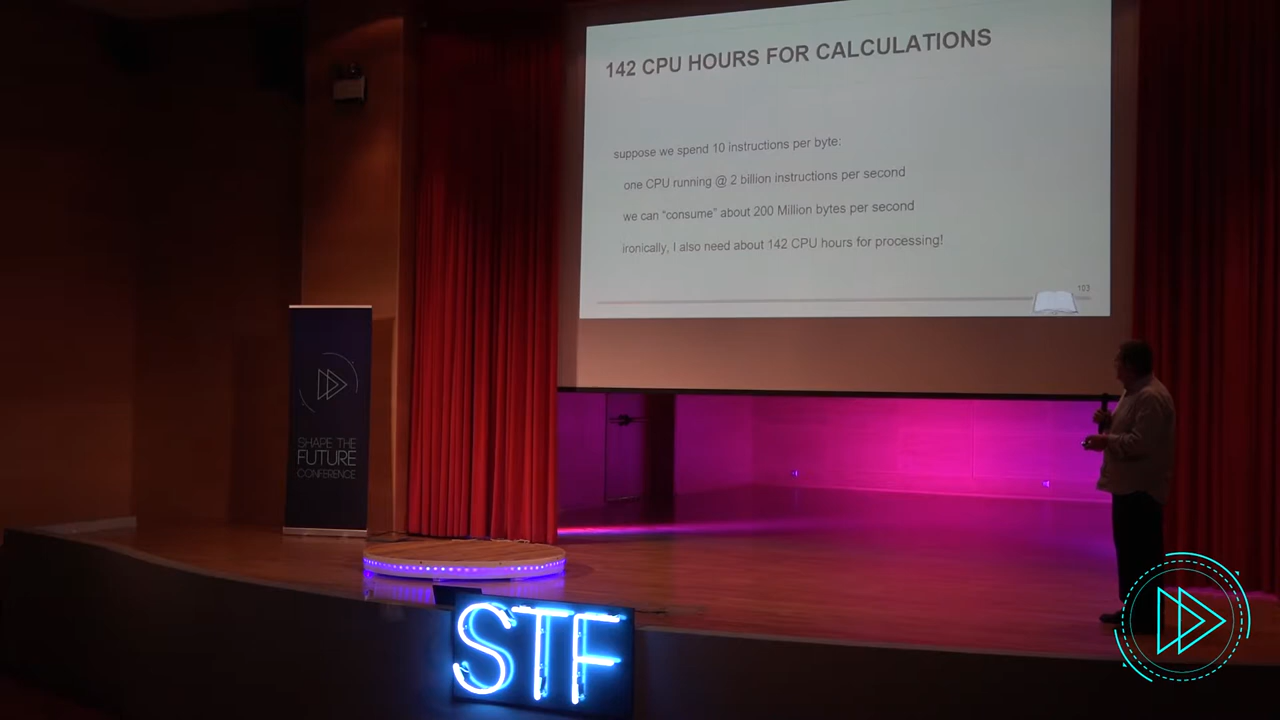 142 CPU HOURS FOR CALCULATIONS
suppose we spend 10 instructions per byte:
one CPU running @ 2 billion instructions per second
we can “consume” about 200 Million bytes per second
ironically, I also need about 142 CPU hours for processing!
103
SHAPE THE
FUTURE
CONFERENCE
STF